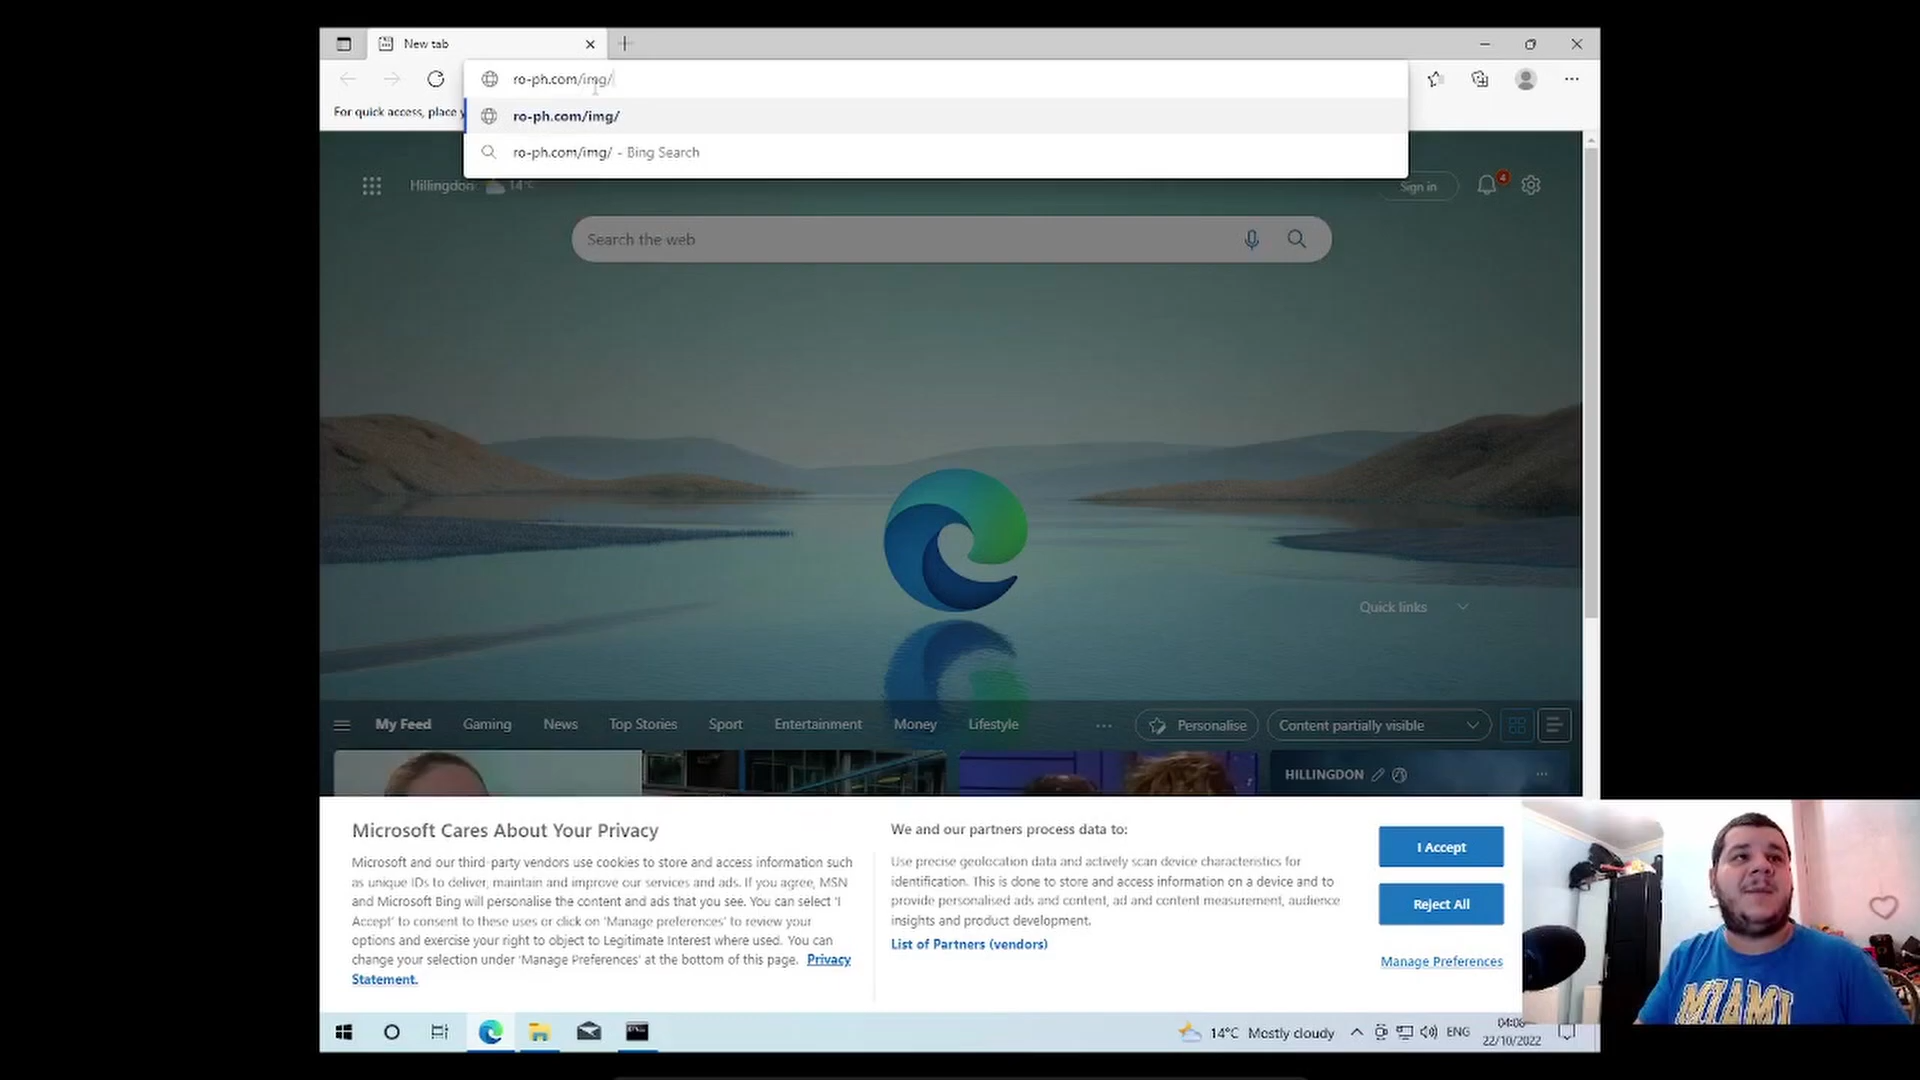 New tab
ro-ph.com/img/
For quick access, place y
ro-ph.com/img/
ro-ph.com/img/ - Bing Search
Hillingdon 14°C
Sign in
4
Search the web
Quick links
My Feed Gaming News Top Stories Sport Entertainment Money Lifestyle ... Personalise Content partially visible
HILLINGDON
Microsoft Cares About Your Privacy
Microsoft and our third-party vendors use cookies to store and access information such
as unique IDs to deliver, maintain and improve our services and ads. If you agree, MSN
and Microsoft Bing will personalise the content and ads that you see. You can select 'I
Accept' to consent to these uses or click on 'Manage preferences' to review your
options and exercise your right to object to Legitimate Interest where used. You can
change your selection under 'Manage Preferences' at the bottom of this page. Privacy
Statement.
We and our partners process data to:
Use precise geolocation data and actively scan device characteristics for
identification. This is done to store and access information on a device and to
provide personalised ads and content, ad and content measurement, audience
insights and product development.
List of Partners (vendors)
I Accept
Reject All
Manage Preferences
MIAMI
14°C Mostly cloudy
ENG
04:06
22/10/2022